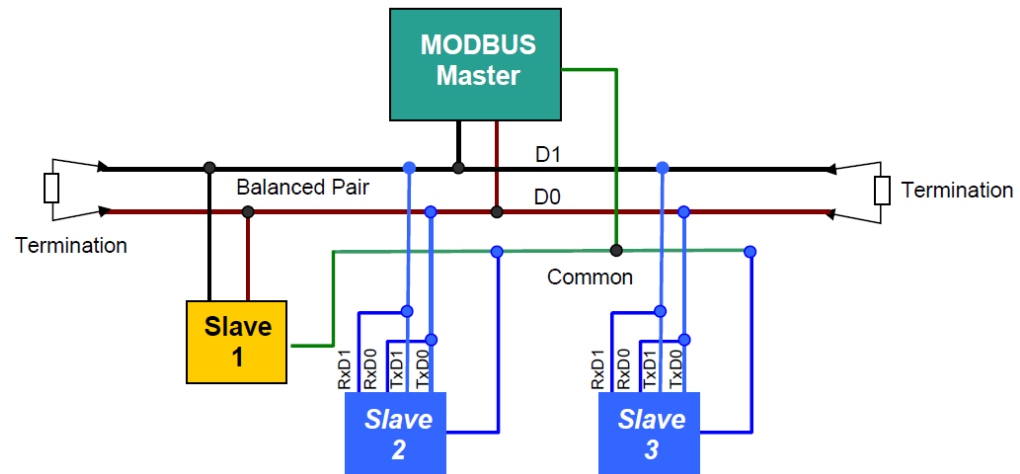 MODBUS
Master
D1
Balanced Pair
D0
Termination
Termination
Common
Slave
1
RxD1
RxD0
TxD1
TxD0
Slave
2
RxD1
RxD0
TxD1
TxD0
Slave
3